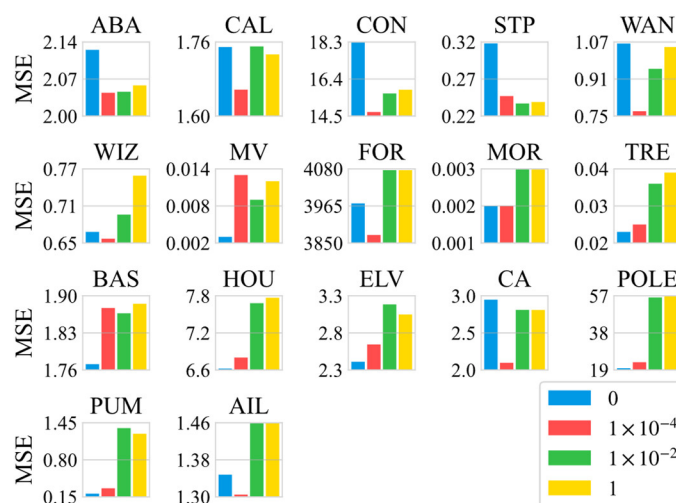 ABA CAL CON STP WAN
MSE
2.14 1.76 18.3 0.32 1.07
2.07 16.4 0.27 0.91
2.00 1.60 14.5 0.22 0.75
WIZ MV FOR MOR TRE
MSE
0.77 0.014 4080 0.003 0.04
0.71 0.008 3965 0.002 0.03
0.65 0.002 3850 0.001 0.02
BAS HOU ELV CA POLE
MSE
1.90 7.8 3.3 3.0 57
1.83 7.2 2.8 2.5 38
1.76 6.6 2.3 2.0 19
PUM AIL
MSE
1.45 1.46
0.80 1.38
0.15 1.30
0
1×10⁻⁴
1×10⁻²
1